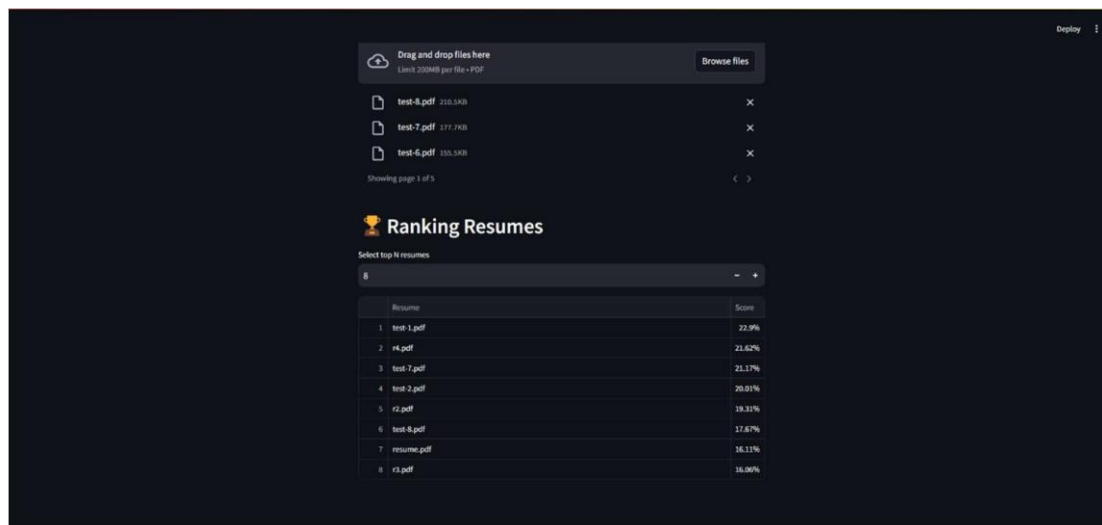 Deploy
Drag and drop files here
Limit 200MB per file • PDF
Browse files
test-8.pdf 210.5KB
test-7.pdf 177.7KB
test-6.pdf 155.5KB
Showing page 1 of 5
Ranking Resumes
Select top N resumes
8
Resume Score
1 test-1.pdf 22.9%
2 r4.pdf 21.62%
3 test-7.pdf 21.17%
4 test-2.pdf 20.01%
5 r2.pdf 19.31%
6 test-8.pdf 17.67%
7 resume.pdf 16.11%
8 r3.pdf 16.06%